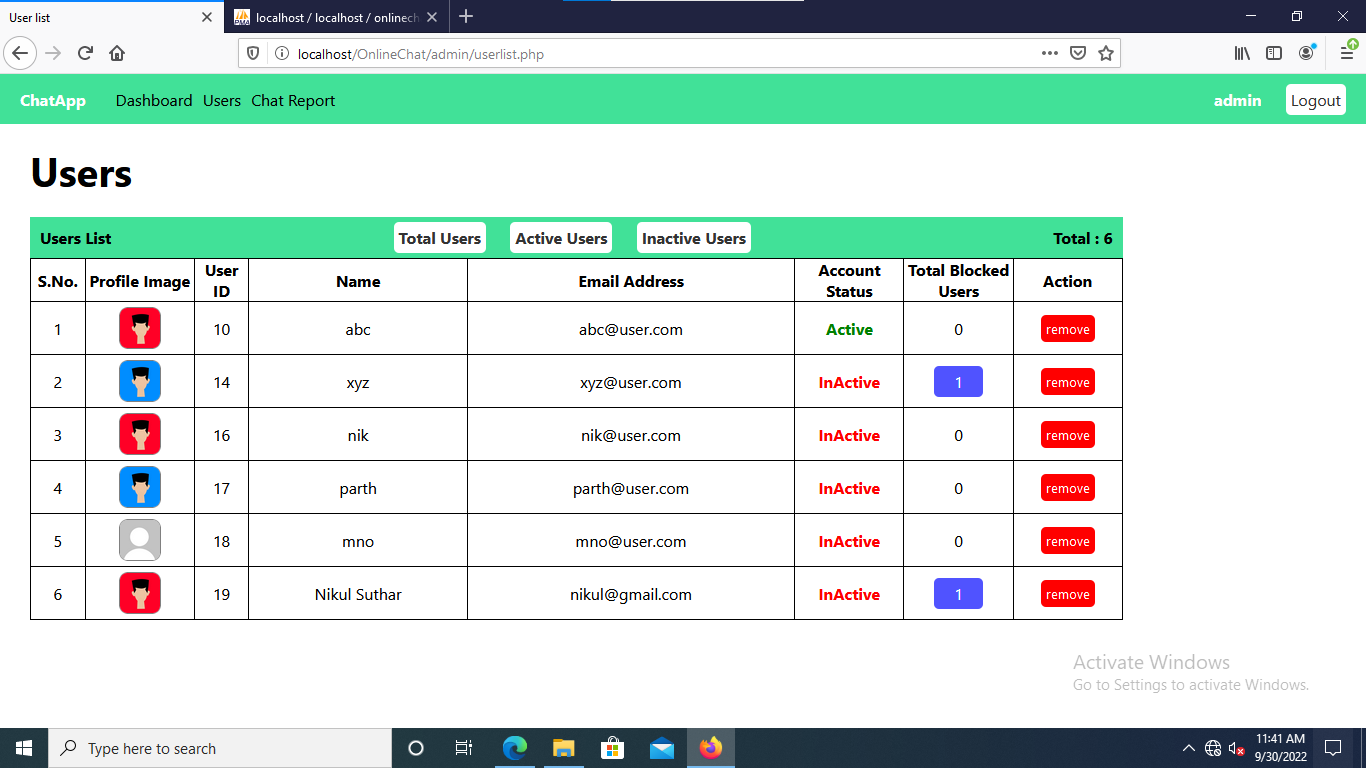 User list
localhost / localhost / onlinech
localhost/OnlineChat/admin/userlist.php
ChatApp Dashboard Users Chat Report admin Logout
Users
Users List Total Users Active Users Inactive Users Total : 6
S.No. Profile Image User ID Name Email Address Account Status Total Blocked Users Action
1 10 abc abc@user.com Active 0 remove
2 14 xyz xyz@user.com InActive 1 remove
3 16 nik nik@user.com InActive 0 remove
4 17 parth parth@user.com InActive 0 remove
5 18 mno mno@user.com InActive 0 remove
6 19 Nikul Suthar nikul@gmail.com InActive 1 remove
Activate Windows
Go to Settings to activate Windows.
Type here to search
11:41 AM
9/30/2022